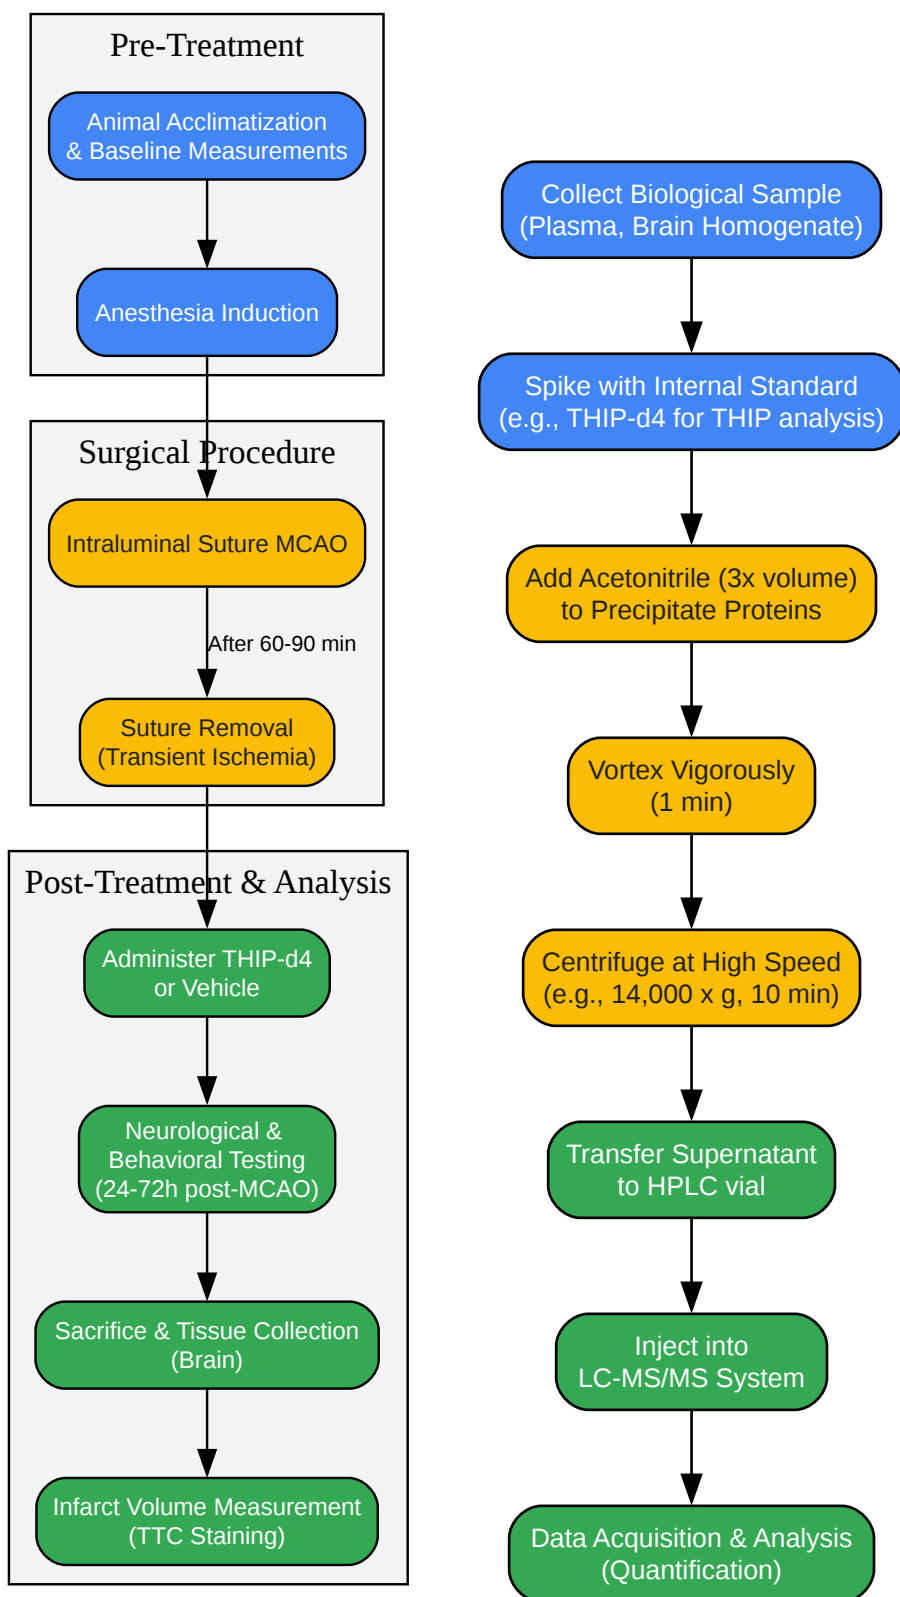 Pre-Treatment
Animal Acclimatization
& Baseline Measurements
Anesthesia Induction
Surgical Procedure
Intraluminal Suture MCAO
After 60-90 min
Suture Removal
(Transient Ischemia)
Post-Treatment & Analysis
Administer THIP-d4
or Vehicle
Neurological &
Behavioral Testing
(24-72h post-MCAO)
Sacrifice & Tissue Collection
(Brain)
Infarct Volume Measurement
(TTC Staining)
Collect Biological Sample
(Plasma, Brain Homogenate)
Spike with Internal Standard
(e.g., THIP-d4 for THIP analysis)
Add Acetonitrile (3x volume)
to Precipitate Proteins
Vortex Vigorously
(1 min)
Centrifuge at High Speed
(e.g., 14,000 x g, 10 min)
Transfer Supernatant
to HPLC vial
Inject into
LC-MS/MS System
Data Acquisition & Analysis
(Quantification)